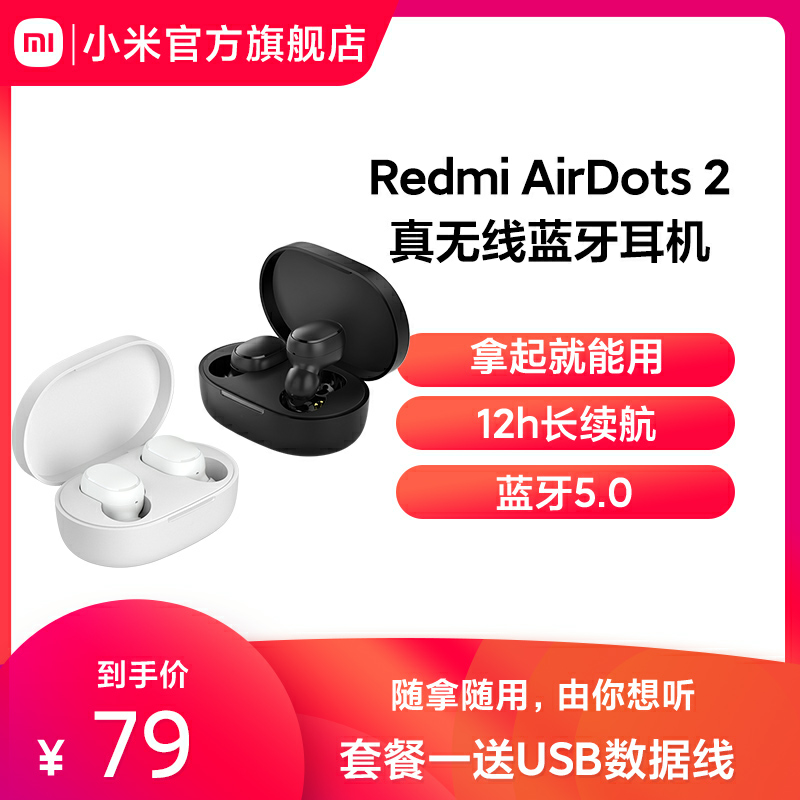 小米官方旗舰店
Redmi AirDots 2
真无线蓝牙耳机
拿起就能用
12h长续航
蓝牙5.0
到手价
¥ 79
随拿随用，由你想听
套餐一送USB数据线